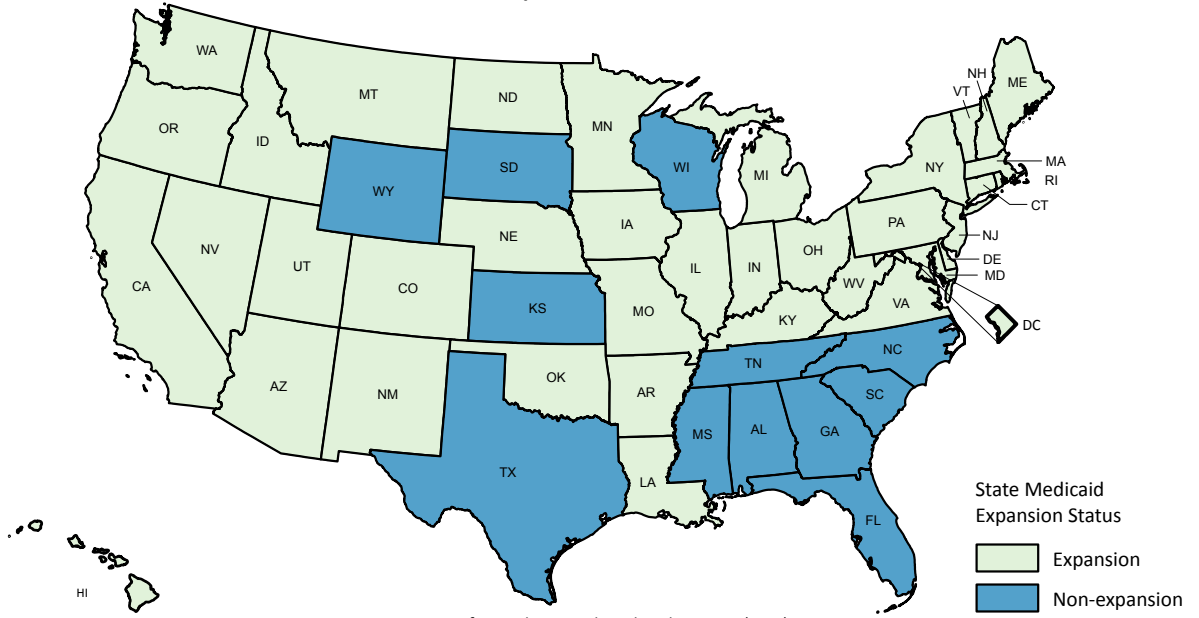 WA
MT
ND
MN
OR
ID
SD
WY
WI
MI
NY
VT
NH
ME
MA
RI
CT
NJ
DE
MD
DC
PA
NV
UT
CA
CO
NE
IA
IL
IN
OH
WV
VA
KS
MO
KY
NC
TN
SC
AZ
NM
OK
AR
MS
AL
GA
TX
LA
FL
HI
State Medicaid
Expansion Status
Expansion
Non-expansion